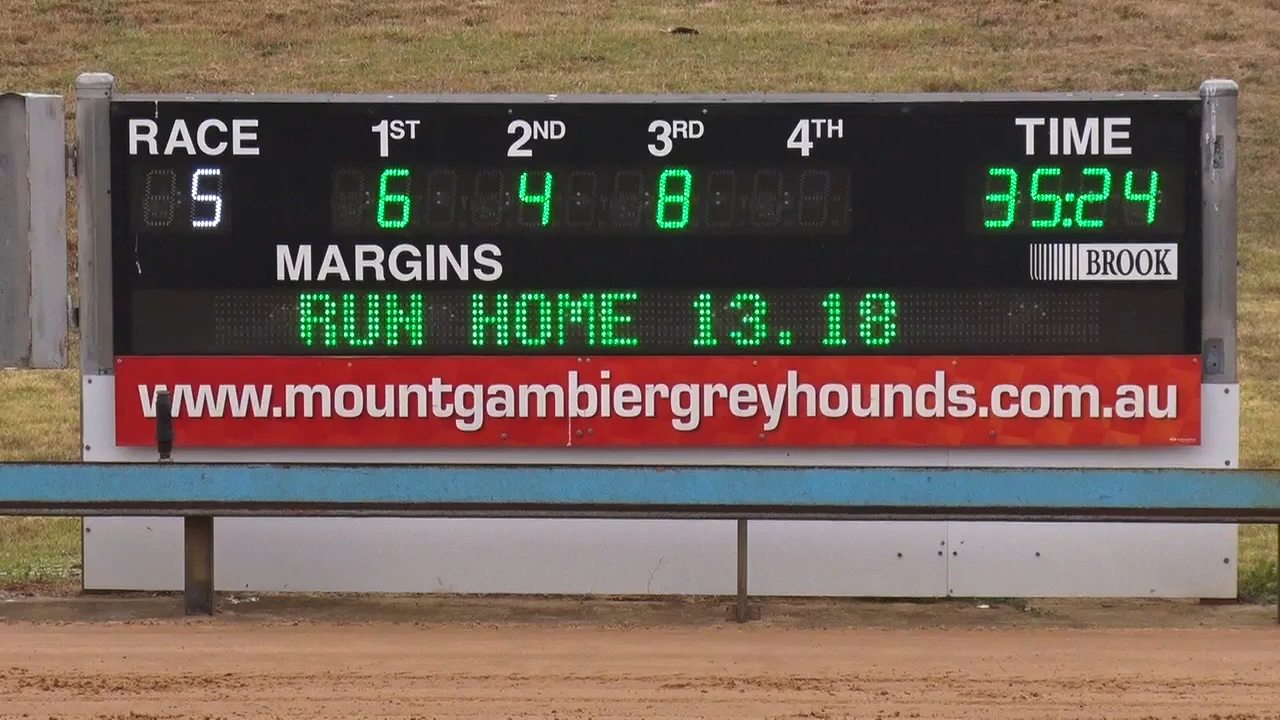 RACE 1ST 2ND 3RD 4TH TIME
5 6 4 8 35:24
MARGINS BROOK
RUN HOME 13.18
www.mountgambiergreyhounds.com.au